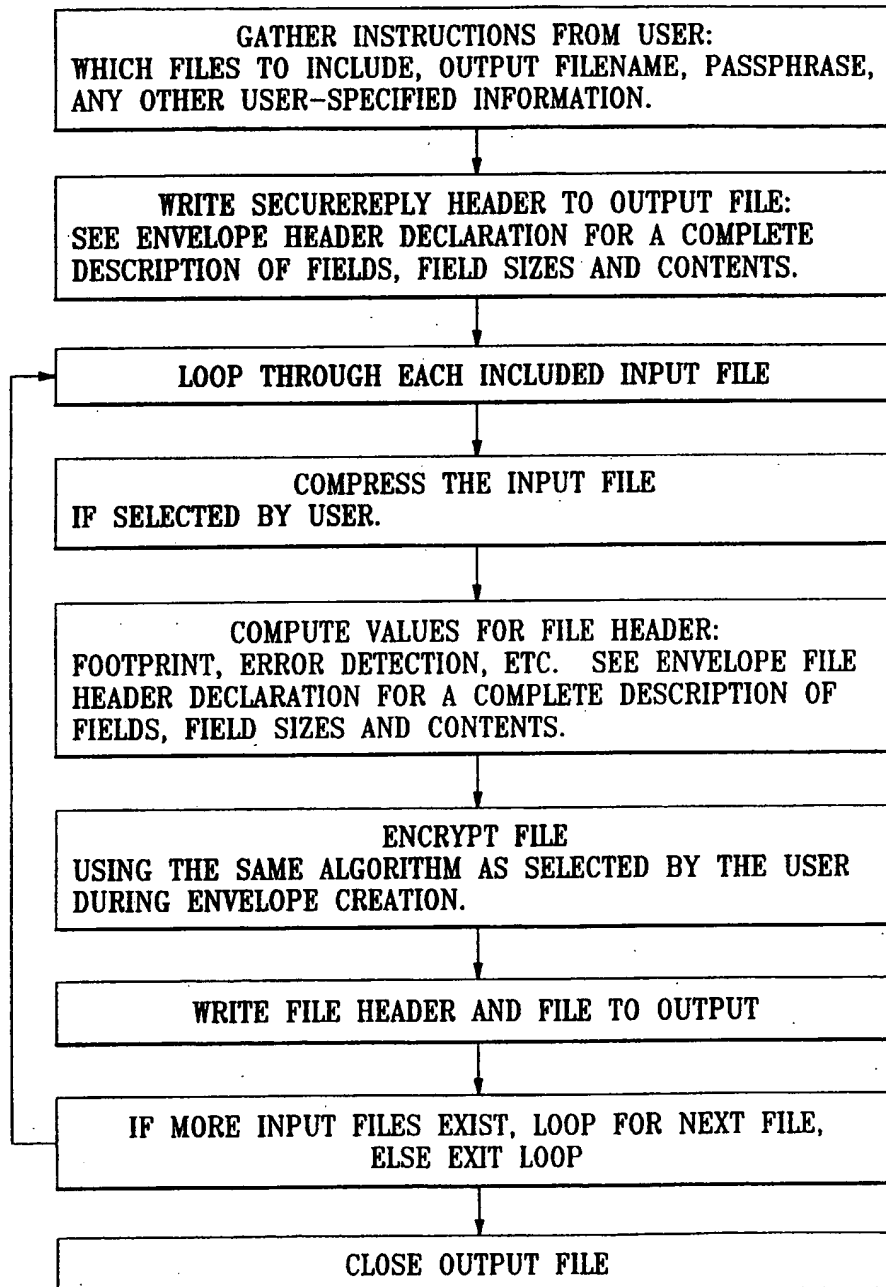 GATHER INSTRUCTIONS FROM USER:
WHICH FILES TO INCLUDE, OUTPUT FILENAME, PASSPHRASE,
ANY OTHER USER-SPECIFIED INFORMATION.
WRITE SECUREREPLY HEADER TO OUTPUT FILE:
SEE ENVELOPE HEADER DECLARATION FOR A COMPLETE
DESCRIPTION OF FIELDS, FIELD SIZES AND CONTENTS.
LOOP THROUGH EACH INCLUDED INPUT FILE
COMPRESS THE INPUT FILE
IF SELECTED BY USER.
COMPUTE VALUES FOR FILE HEADER:
FOOTPRINT, ERROR DETECTION, ETC. SEE ENVELOPE FILE
HEADER DECLARATION FOR A COMPLETE DESCRIPTION OF
FIELDS, FIELD SIZES AND CONTENTS.
ENCRYPT FILE
USING THE SAME ALGORITHM AS SELECTED BY THE USER
DURING ENVELOPE CREATION.
WRITE FILE HEADER AND FILE TO OUTPUT
IF MORE INPUT FILES EXIST, LOOP FOR NEXT FILE,
ELSE EXIT LOOP
CLOSE OUTPUT FILE